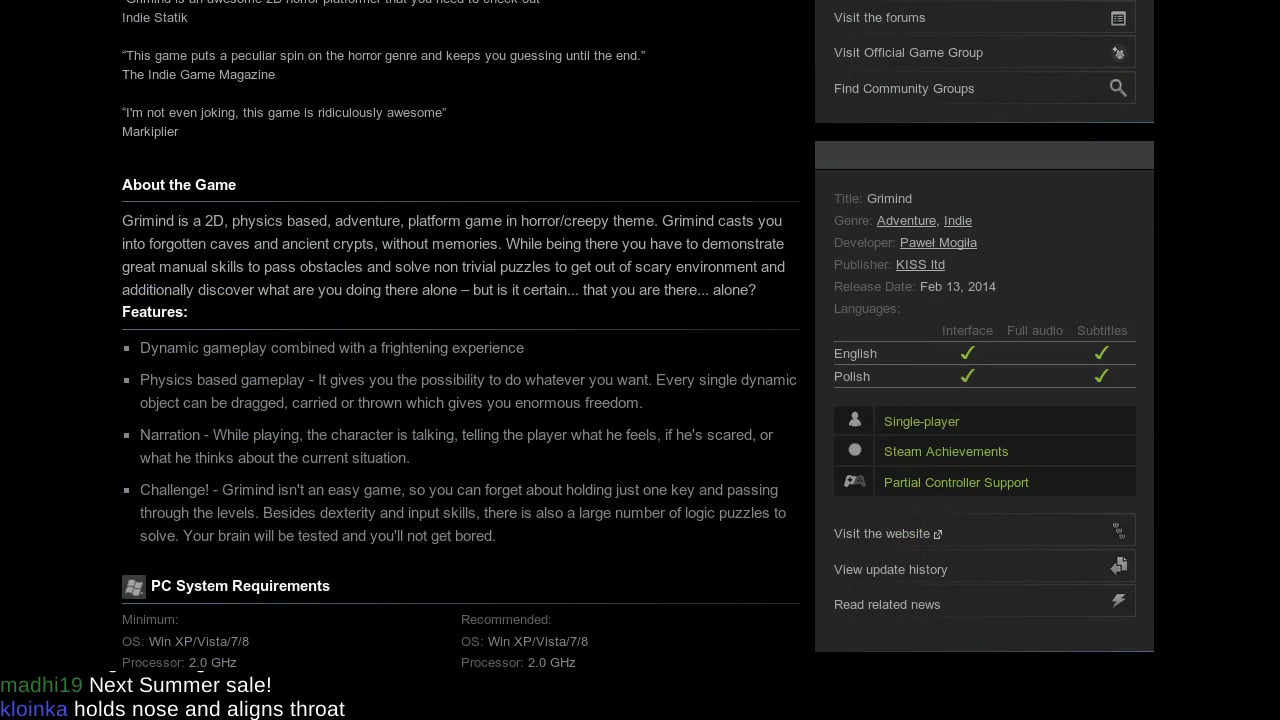 "Grimind is an awesome 2D horror platformer that you need to check out"
Indie Statik
“This game puts a peculiar spin on the horror genre and keeps you guessing until the end.”
The Indie Game Magazine
“I'm not even joking, this game is ridiculously awesome”
Markiplier
About the Game
Grimind is a 2D, physics based, adventure, platform game in horror/creepy theme. Grimind casts you
into forgotten caves and ancient crypts, without memories. While being there you have to demonstrate
great manual skills to pass obstacles and solve non trivial puzzles to get out of scary environment and
additionally discover what are you doing there alone – but is it certain... that you are there... alone?
Features:
Dynamic gameplay combined with a frightening experience
Physics based gameplay - It gives you the possibility to do whatever you want. Every single dynamic
object can be dragged, carried or thrown which gives you enormous freedom.
Narration - While playing, the character is talking, telling the player what he feels, if he's scared, or
what he thinks about the current situation.
Challenge! - Grimind isn't an easy game, so you can forget about holding just one key and passing
through the levels. Besides dexterity and input skills, there is also a large number of logic puzzles to
solve. Your brain will be tested and you'll not get bored.
PC System Requirements
Minimum:
OS: Win XP/Vista/7/8
Processor: 2.0 GHz
Recommended:
OS: Win XP/Vista/7/8
Processor: 2.0 GHz
Visit the forums
Visit Official Game Group
Find Community Groups
Title: Grimind
Genre: Adventure, Indie
Developer: Paweł Mogiła
Publisher: KISS ltd
Release Date: Feb 13, 2014
Languages:
Interface Full audio Subtitles
English
Polish
Single-player
Steam Achievements
Partial Controller Support
Visit the website
View update history
Read related news
madhi19 Next Summer sale!
kloinka holds nose and aligns throat